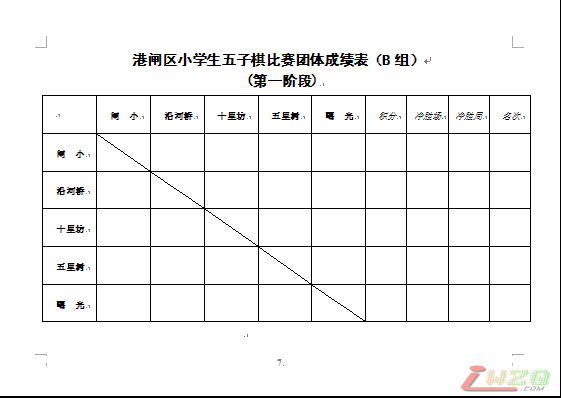 港闸区小学生五子棋比赛团体成绩表（B 组）
(第一阶段)
闸 小 沿河桥 十里坊 五星树 曙 光 积分 净胜场 净胜局 名次
闸 小
沿河桥
十里坊
五星树
曙 光
7
iHZQ
.COM